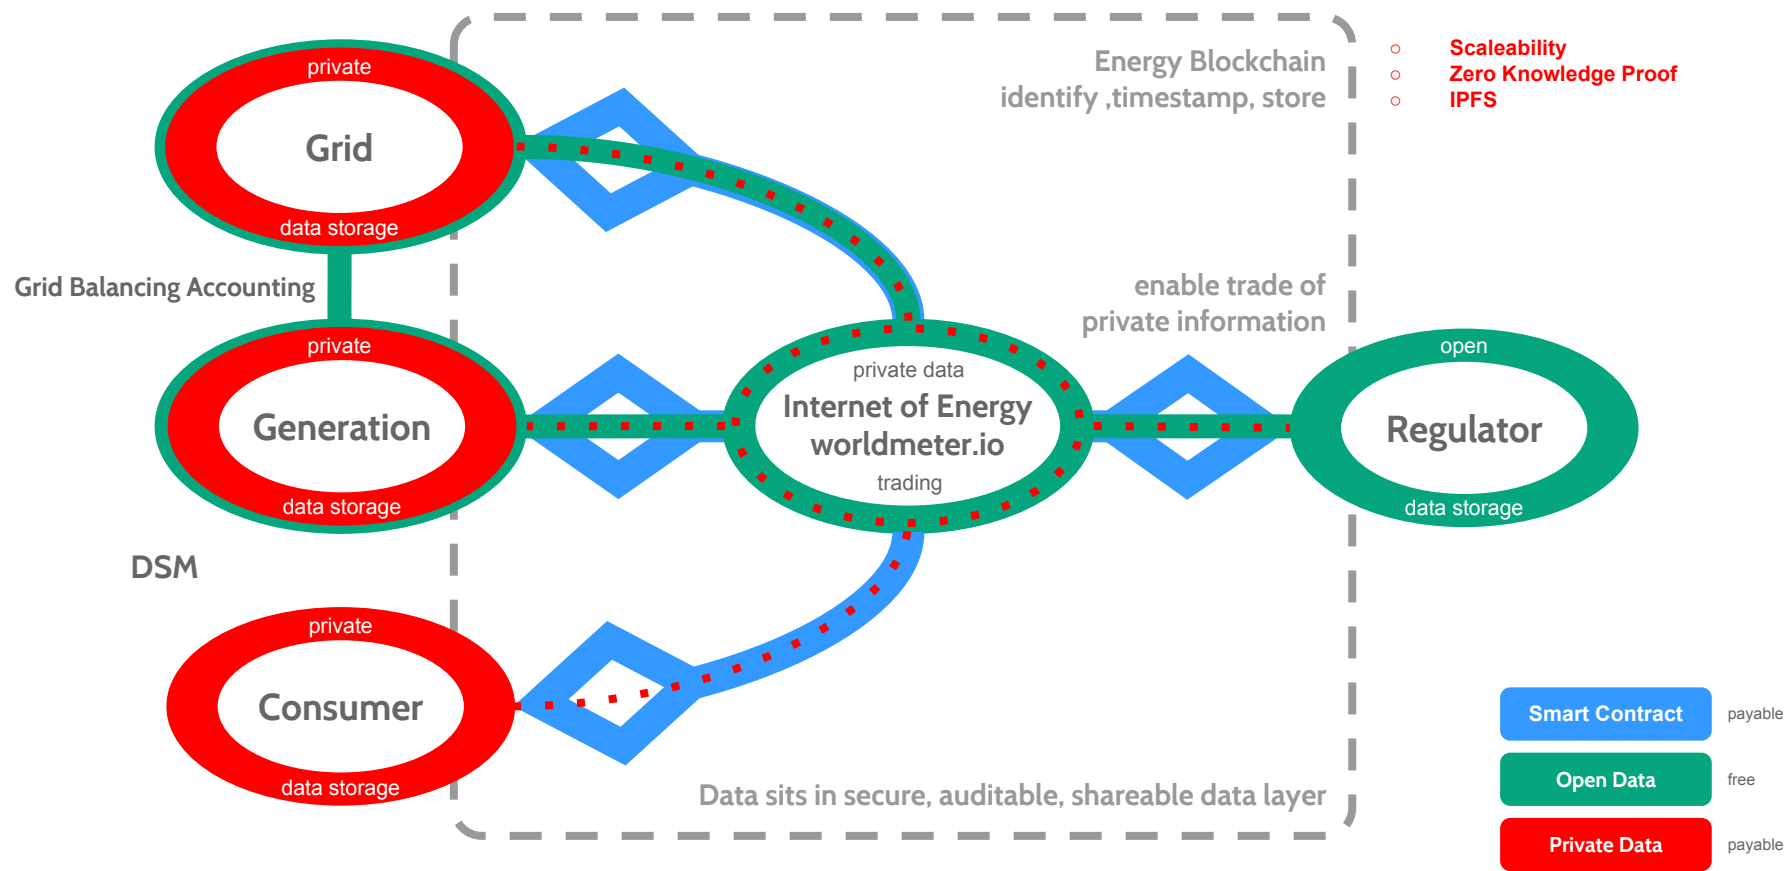 Energy Blockchain
identify ,timestamp, store
○ Scaleability
○ Zero Knowledge Proof
○ IPFS
private
Grid
data storage
Grid Balancing Accounting
enable trade of
private information
private
Generation
data storage
private data
Internet of Energy
worldmeter.io
trading
open
Regulator
data storage
DSM
private
Consumer
data storage
Data sits in secure, auditable, shareable data layer
Smart Contract payable
Open Data free
Private Data payable